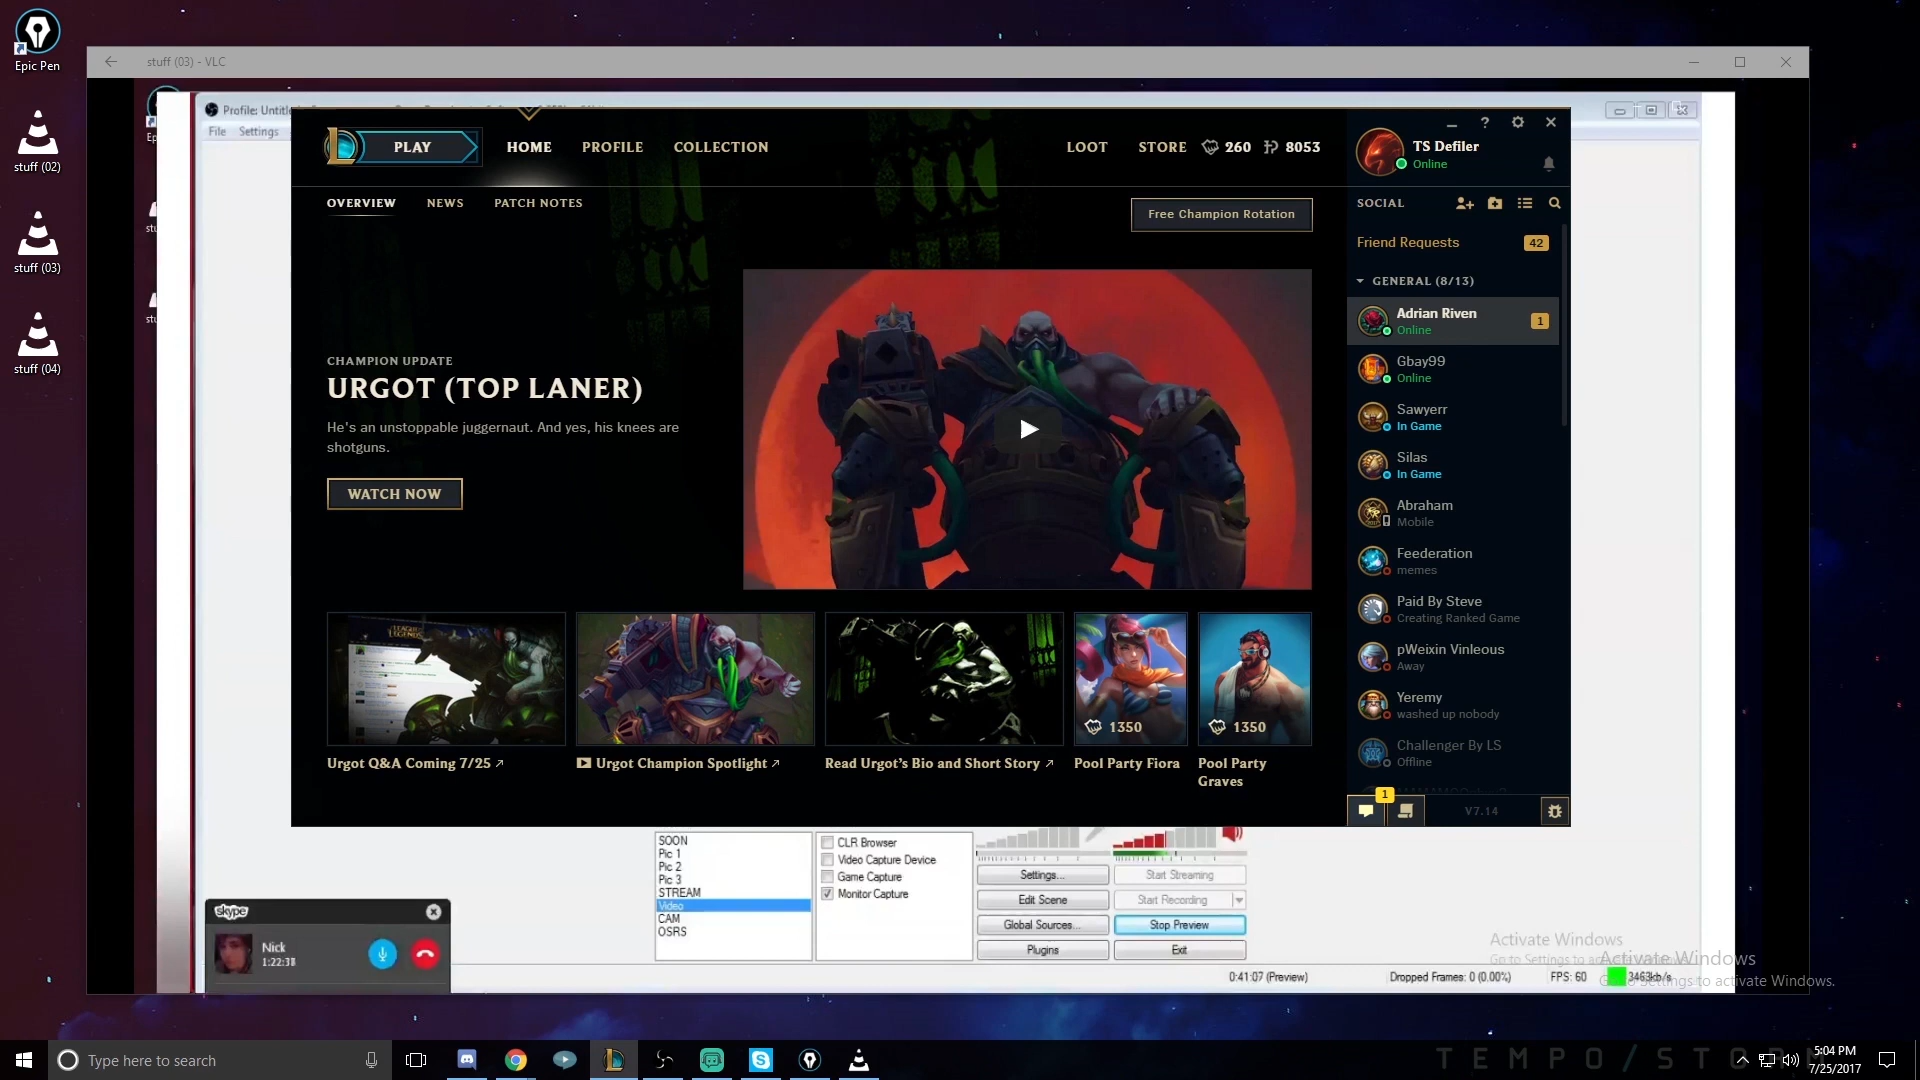 Epic Pen
stuff (02)
stuff (03)
stuff (04)
stuff (03) - VLC
Profile: Untitl
File Settings
PLAY
HOME
PROFILE
COLLECTION
LOOT
STORE
260
8053
TS Defiler
Online
OVERVIEW
NEWS
PATCH NOTES
Free Champion Rotation
SOCIAL
Friend Requests
42
GENERAL (8/13)
Adrian Riven
Online
1
Gbay99
Online
Sawyerr
In Game
Silas
In Game
Abraham
Mobile
Feederation
memes
Paid By Steve
Creating Ranked Game
pWeixin Vinleous
Away
Yeremy
washed up nobody
Challenger By LS
Offline
1
V7.14
CHAMPION UPDATE
URGOT (TOP LANER)
He's an unstoppable juggernaut. And yes, his knees are
shotguns.
WATCH NOW
LEAGUE LEGENDS
1350
1350
Urgot Q&A Coming 7/25
Urgot Champion Spotlight
Read Urgot's Bio and Short Story
Pool Party Fiora
Pool Party
Graves
SOON
Pic 1
Pic 2
Pic 3
STREAM
Video
CAM
OSRS
CLR Browser
Video Capture Device
Game Capture
Monitor Capture
Settings...
Start Streaming
Edit Scene
Start Recording
Global Sources...
Stop Preview
Plugins
Exit
0:41:07 (Preview)
Dropped Frames: 0 (0.00%)
FPS: 60
3463kb/s
skype
Nick
1:22:38
Activate Windows
Activate Windows
Go to Settings to activate Windows.
Type here to search
TEMPO/STORM
5:04 PM
7/25/2017